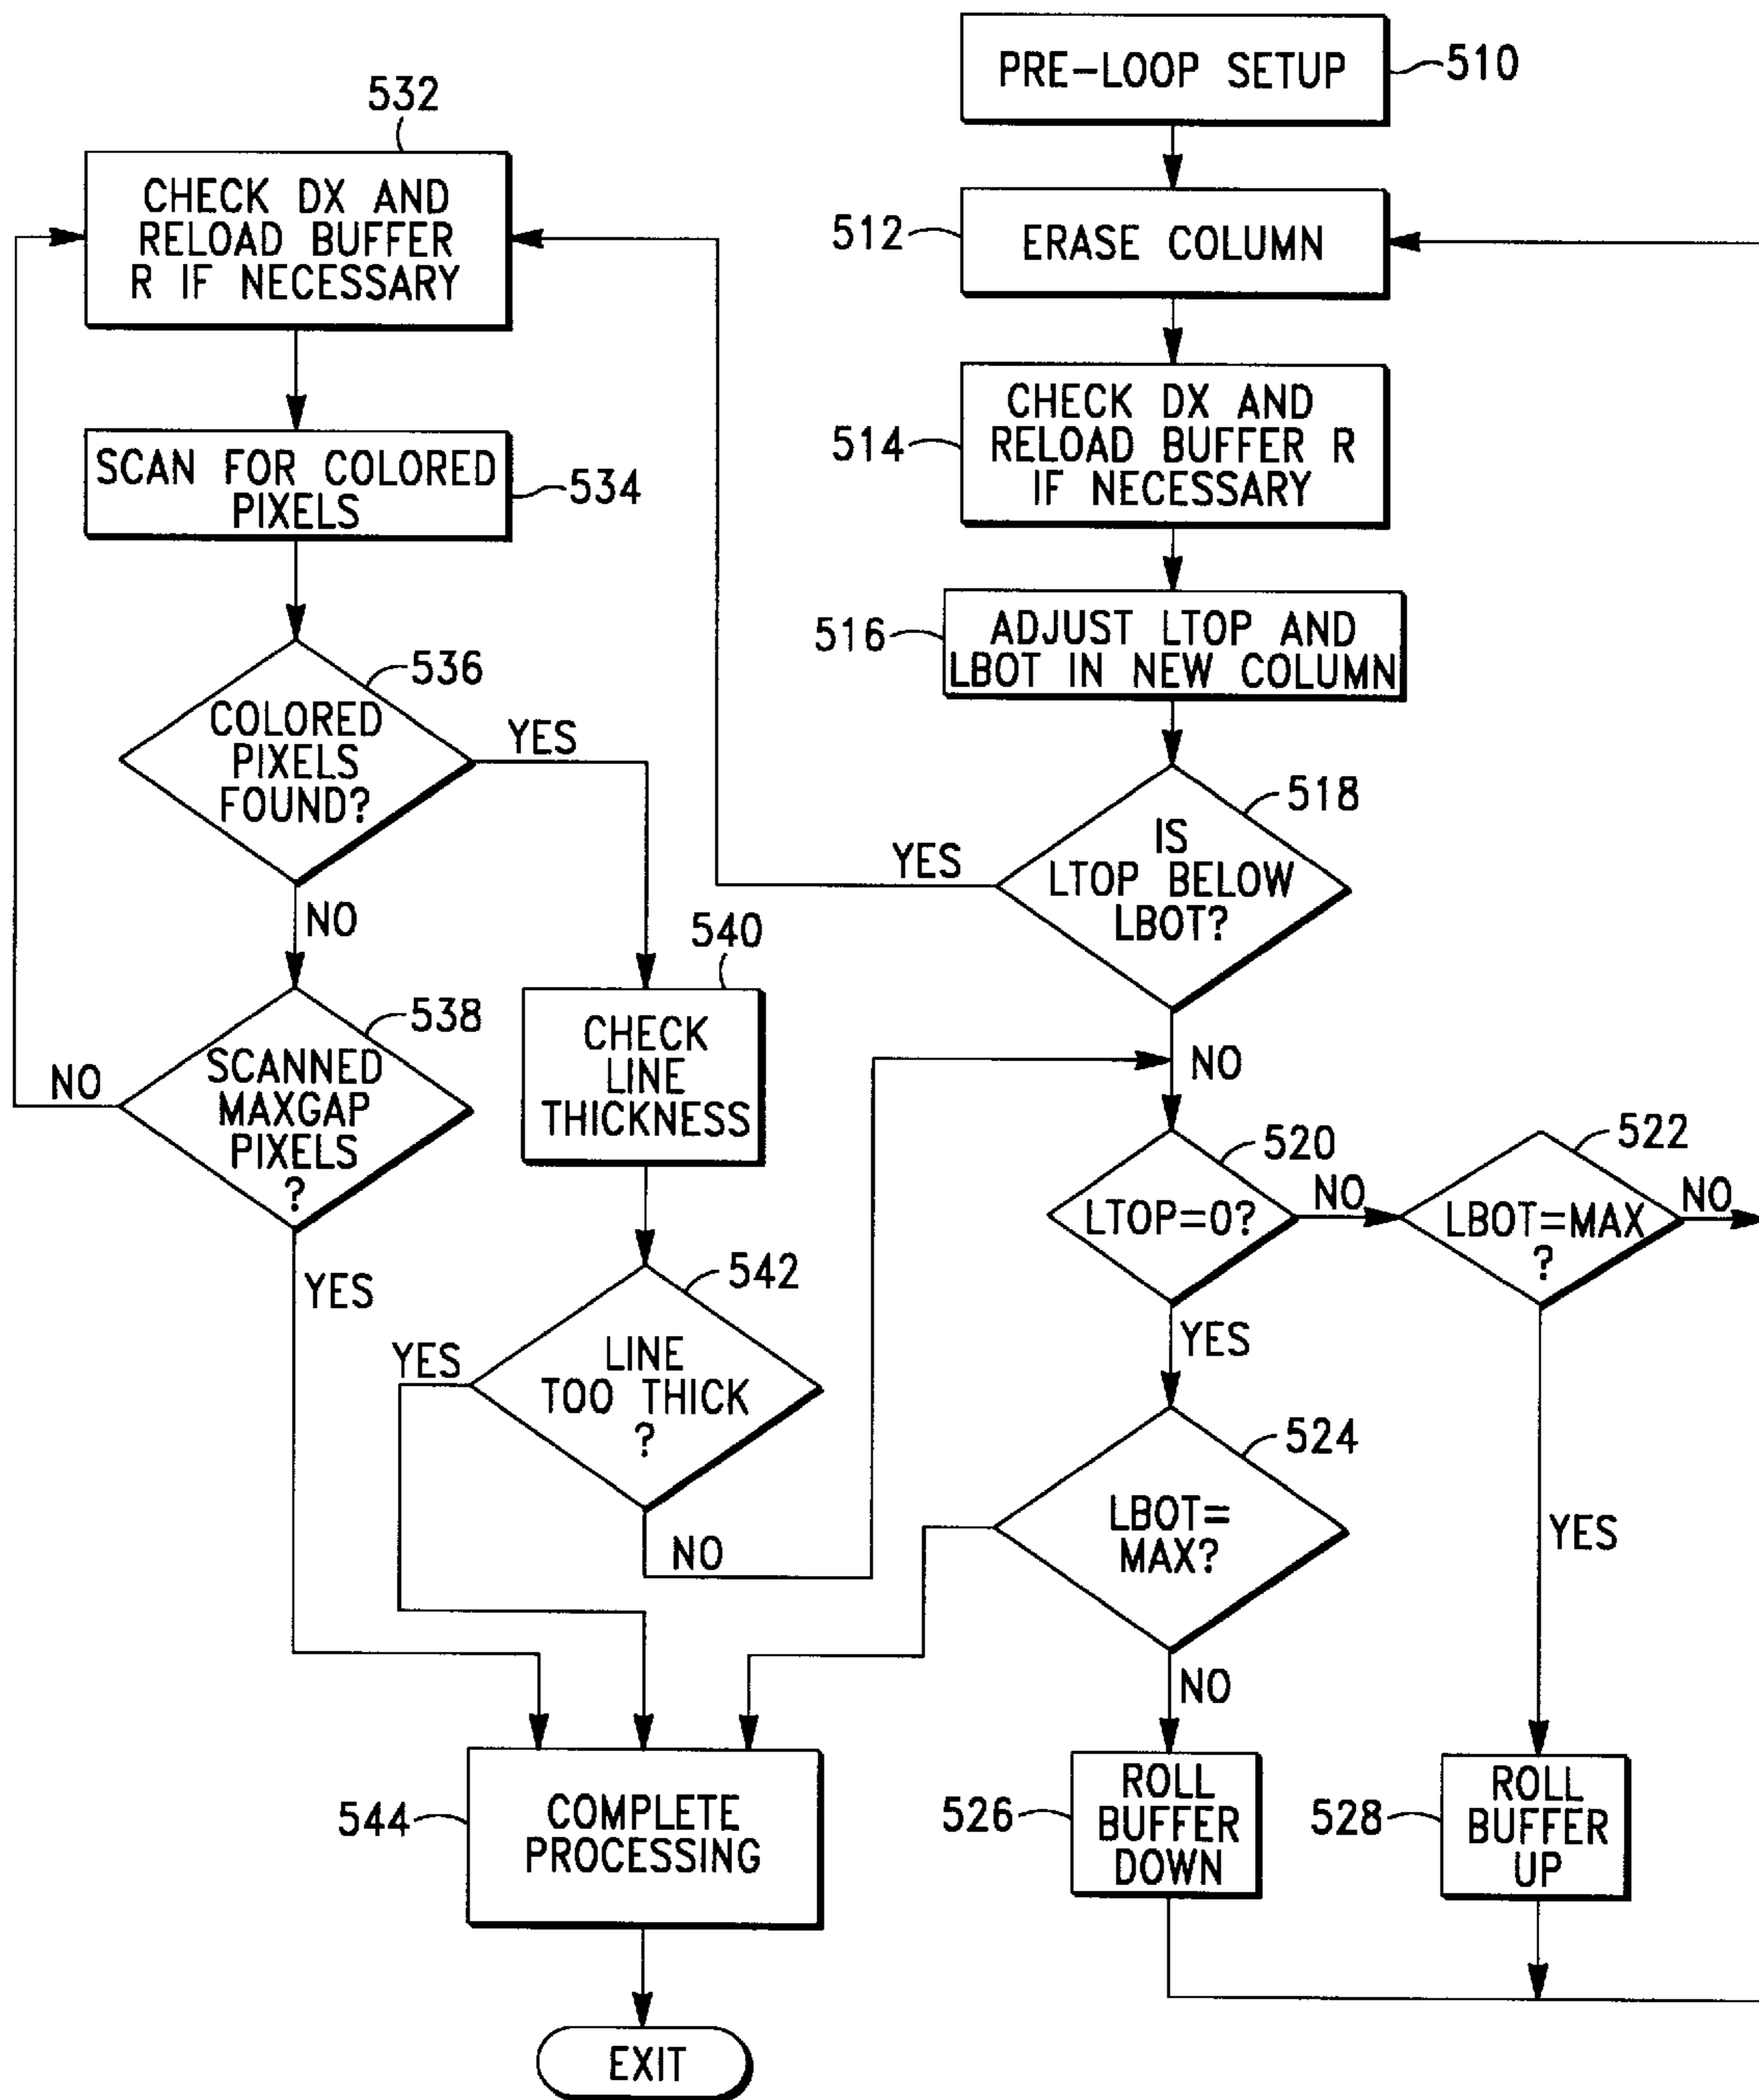 PRE-LOOP SETUP
510
532
CHECK DX AND
RELOAD BUFFER
R IF NECESSARY
512
ERASE COLUMN
514
CHECK DX AND
RELOAD BUFFER R
IF NECESSARY
SCAN FOR COLORED
PIXELS
534
516
ADJUST LTOP AND
LBOT IN NEW COLUMN
536
COLORED
PIXELS
FOUND?
YES
NO
518
IS
LTOP BELOW
LBOT?
YES
NO
538
SCANNED
MAXGAP
PIXELS
?
NO
YES
540
CHECK
LINE
THICKNESS
520
LTOP=0?
NO
YES
522
LBOT=MAX
?
NO
YES
542
LINE
TOO THICK
?
YES
NO
524
LBOT=
MAX?
NO
544
COMPLETE
PROCESSING
526
ROLL
BUFFER
DOWN
528
ROLL
BUFFER
UP
EXIT